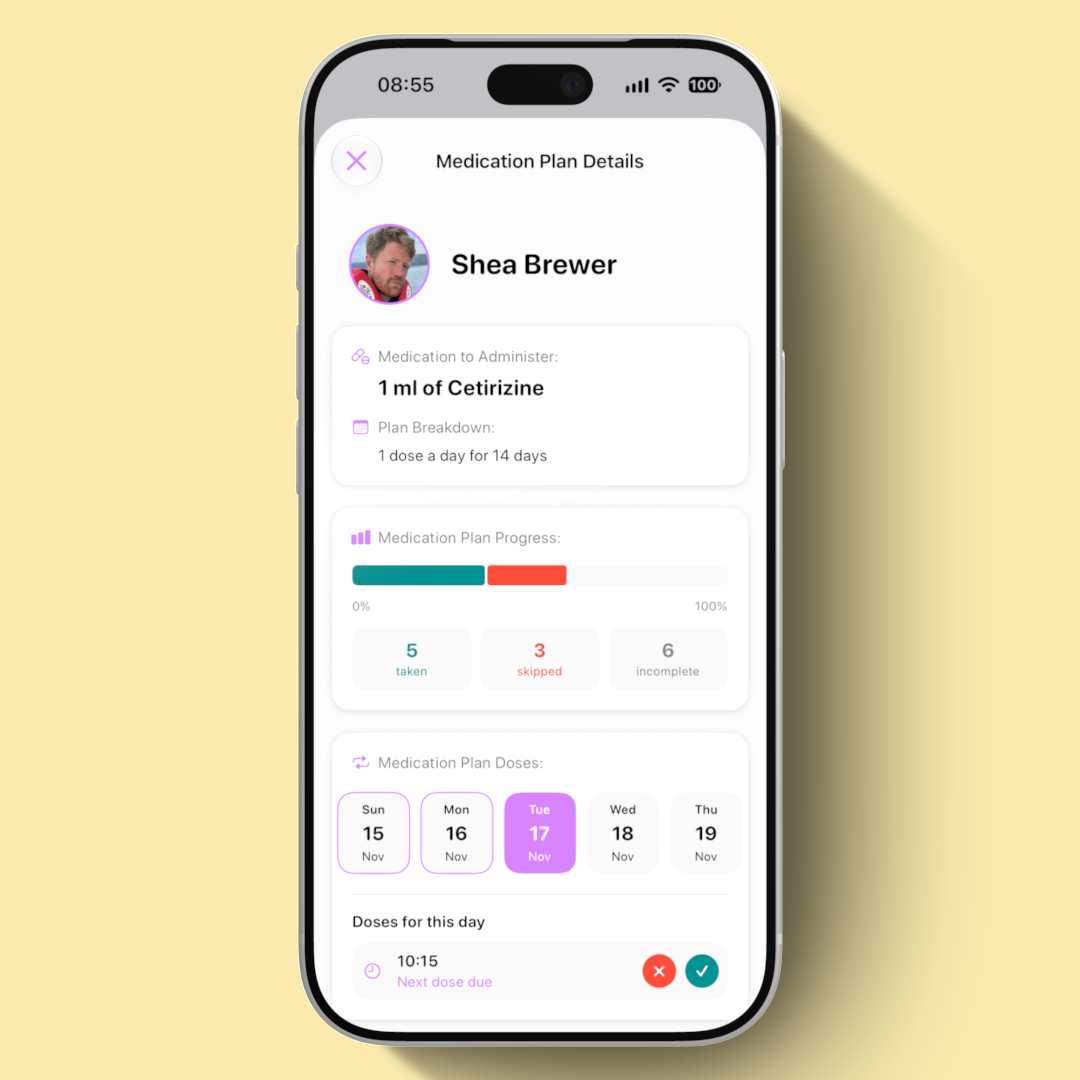 08:55
100
Medication Plan Details
Shea Brewer
Medication to Administer:
1 ml of Cetirizine
Plan Breakdown:
1 dose a day for 14 days
Medication Plan Progress:
0% 100%
5 3 6
taken skipped incomplete
Medication Plan Doses:
Sun Mon Tue Wed Thu
15 16 17 18 19
Nov Nov Nov Nov Nov
Doses for this day
10:15
Next dose due